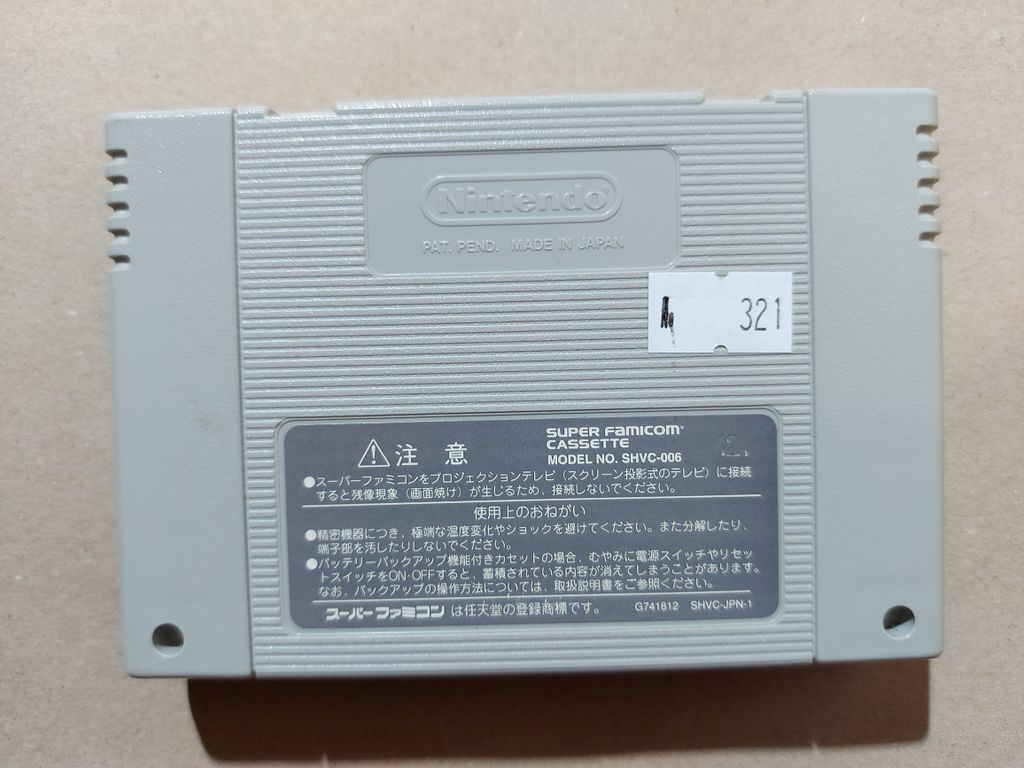 Nintendo®
PAT. PEND. MADE IN JAPAN
321
注 意
SUPER FAMICOM
CASSETTE
MODEL NO. SHVC-006
●スーパーファミコンをプロジェクションテレビ（スクリーン投影式のテレビ）に接続
すると残像現象（画面焼け）が生じるため、接続しないでください。
使用上のおねがい
●精密機器につき、極端な温度変化やショックを避けてください。また分解したり、
端子部を汚したりしないでください。
●バッテリーバックアップ機能付きカセットの場合、むやみに電源スイッチやリセッ
トスイッチをON･OFFすると、蓄積されている内容が消えてしまうことがあります。
なお、バックアップの操作方法については、取扱説明書をご参照ください。
スーパーファミコン は任天堂の登録商標です。 G741812 SHVC-JPN-1